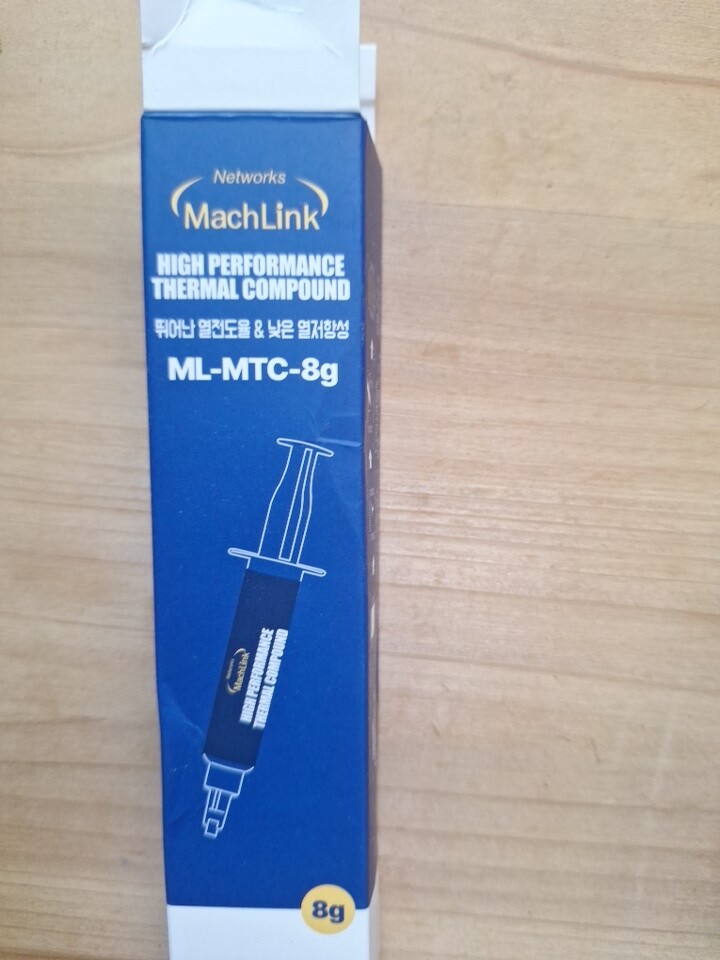 Networks
MachLink
HIGH PERFORMANCE
THERMAL COMPOUND
뛰어난 열전도율 & 낮은 열저항성
ML-MTC-8g
Networks
MachLink
HIGH PERFORMANCE
THERMAL COMPOUND
8g